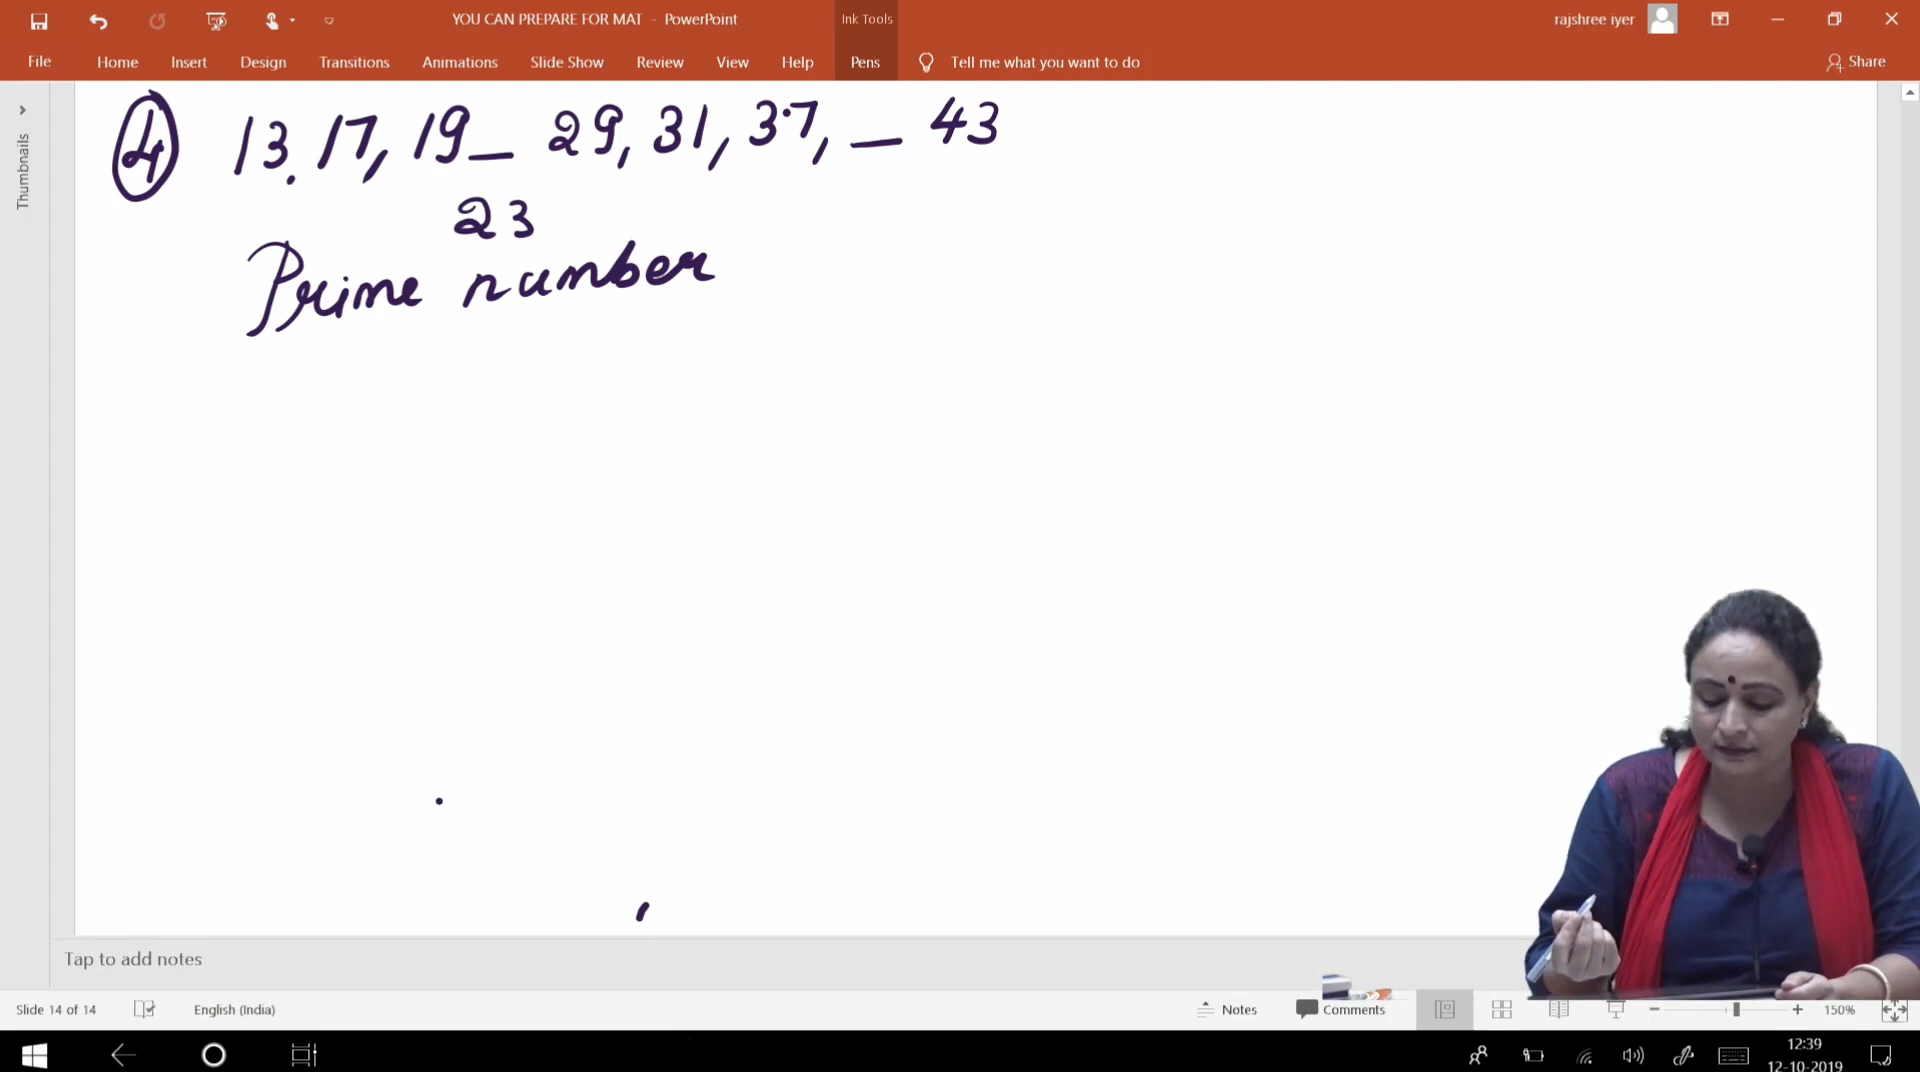 YOU CAN PREPARE FOR MAT - PowerPoint
Ink Tools
rajshree iyer
File Home Insert Design Transitions Animations Slide Show Review View Help Pens Tell me what you want to do Share
Thumbnails
4 13. 17, 19_ 29, 31, 37, _ 43
23
Prime number
Tap to add notes
Slide 14 of 14 English (India) Notes Comments 150%
12:39
12-10-2019